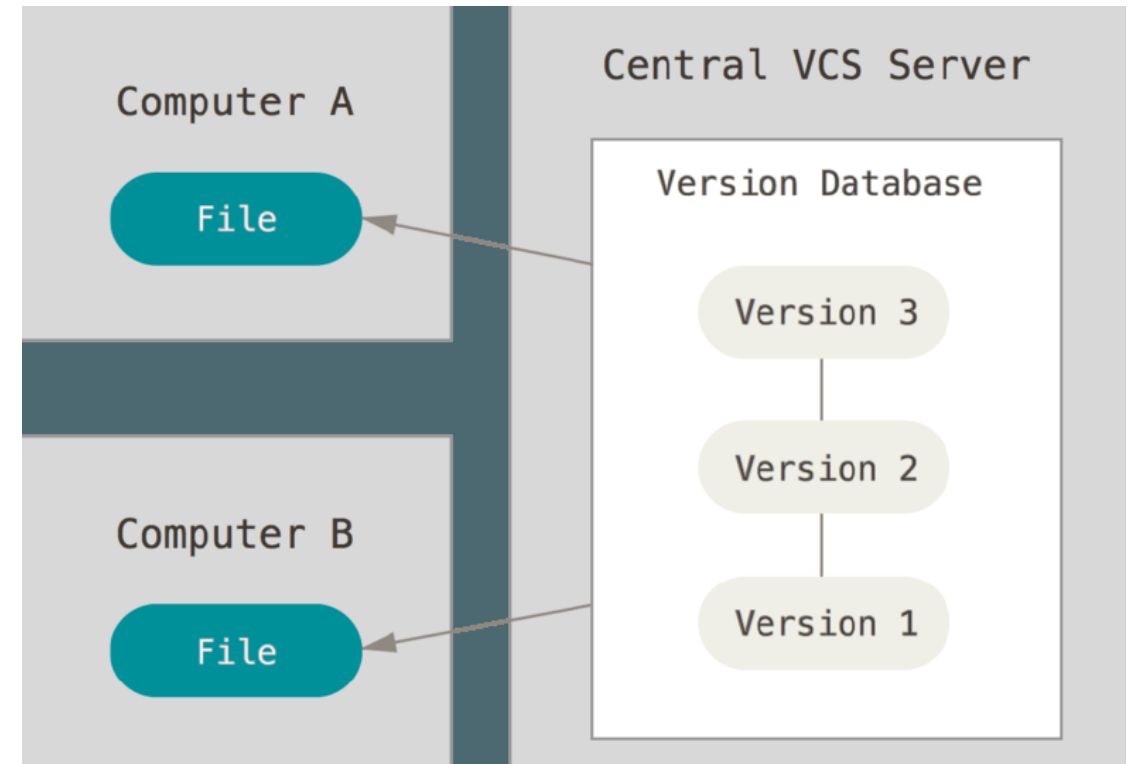 Computer A
File
Computer B
File
Central VCS Server
Version Database
Version 3
Version 2
Version 1